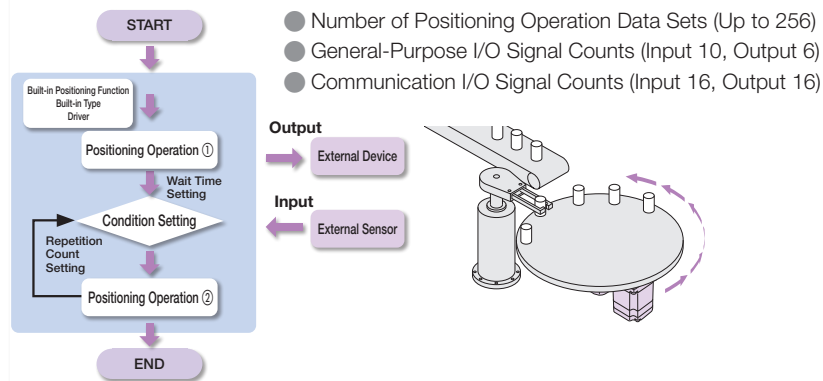 START
Built-in Positioning Function
Built-in Type
Driver
Positioning Operation ①
Wait Time
Setting
Condition Setting
Repetition
Count
Setting
Positioning Operation ②
END
Output
External Device
Input
External Sensor
● Number of Positioning Operation Data Sets (Up to 256)
● General-Purpose I/O Signal Counts (Input 10, Output 6)
● Communication I/O Signal Counts (Input 16, Output 16)